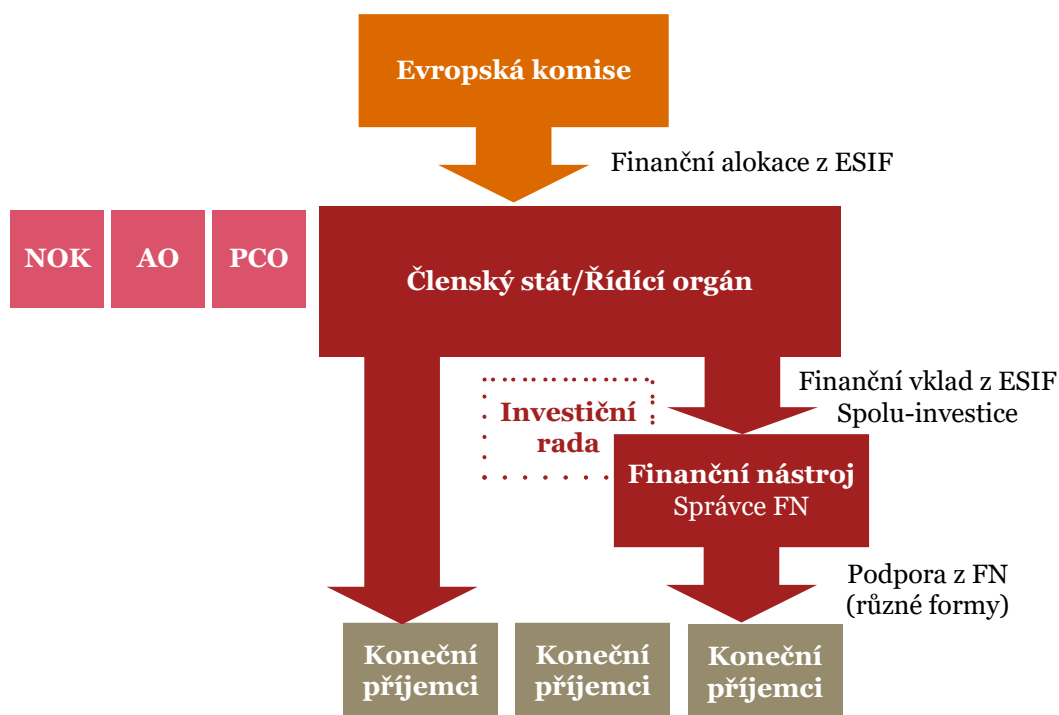 Evropská komise
Finanční alokace z ESIF
NOK
AO
PCO
Členský stát/Řídící orgán
Finanční vklad z ESIF
Spolu-investice
Investiční
rada
Finanční nástroj
Správce FN
Podpora z FN
(různé formy)
Koneční
příjemci
Koneční
příjemci
Koneční
příjemci